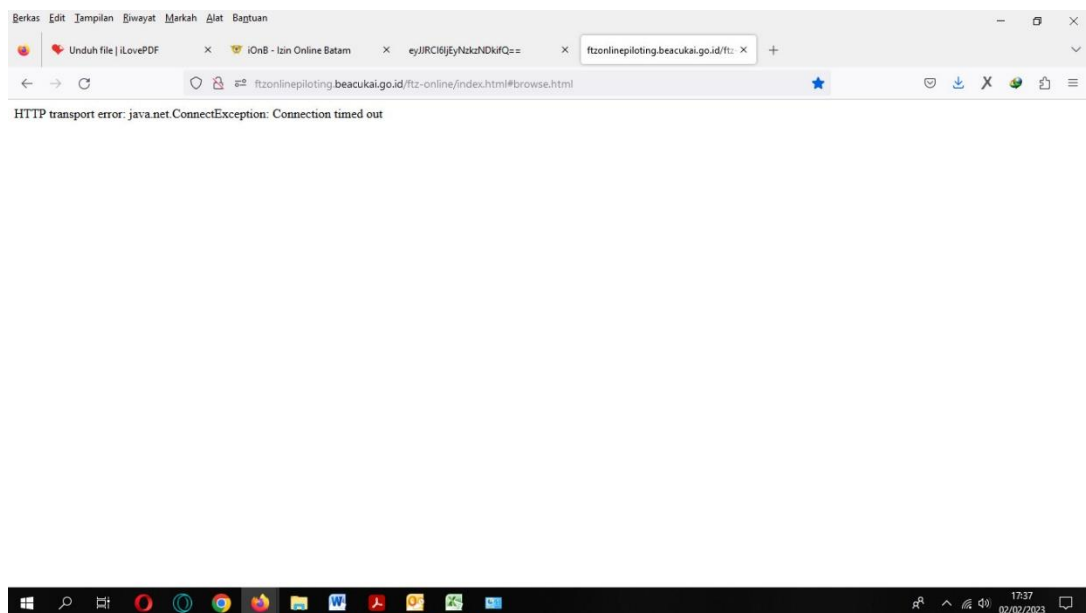 Berkas Edit Tampilan Riwayat Markah Alat Bantuan
Unduh file | iLovePDF
iOnB - Izin Online Batam
eyJJRCI6IjEyNzkzNDkifQ==
ftzonlinepiloting.beacukai.go.id/ftz
ftzonlinepiloting.beacukai.go.id/ftz-online/index.html#browse.html
HTTP transport error: java.net.ConnectException: Connection timed out
17:37
02/02/2023